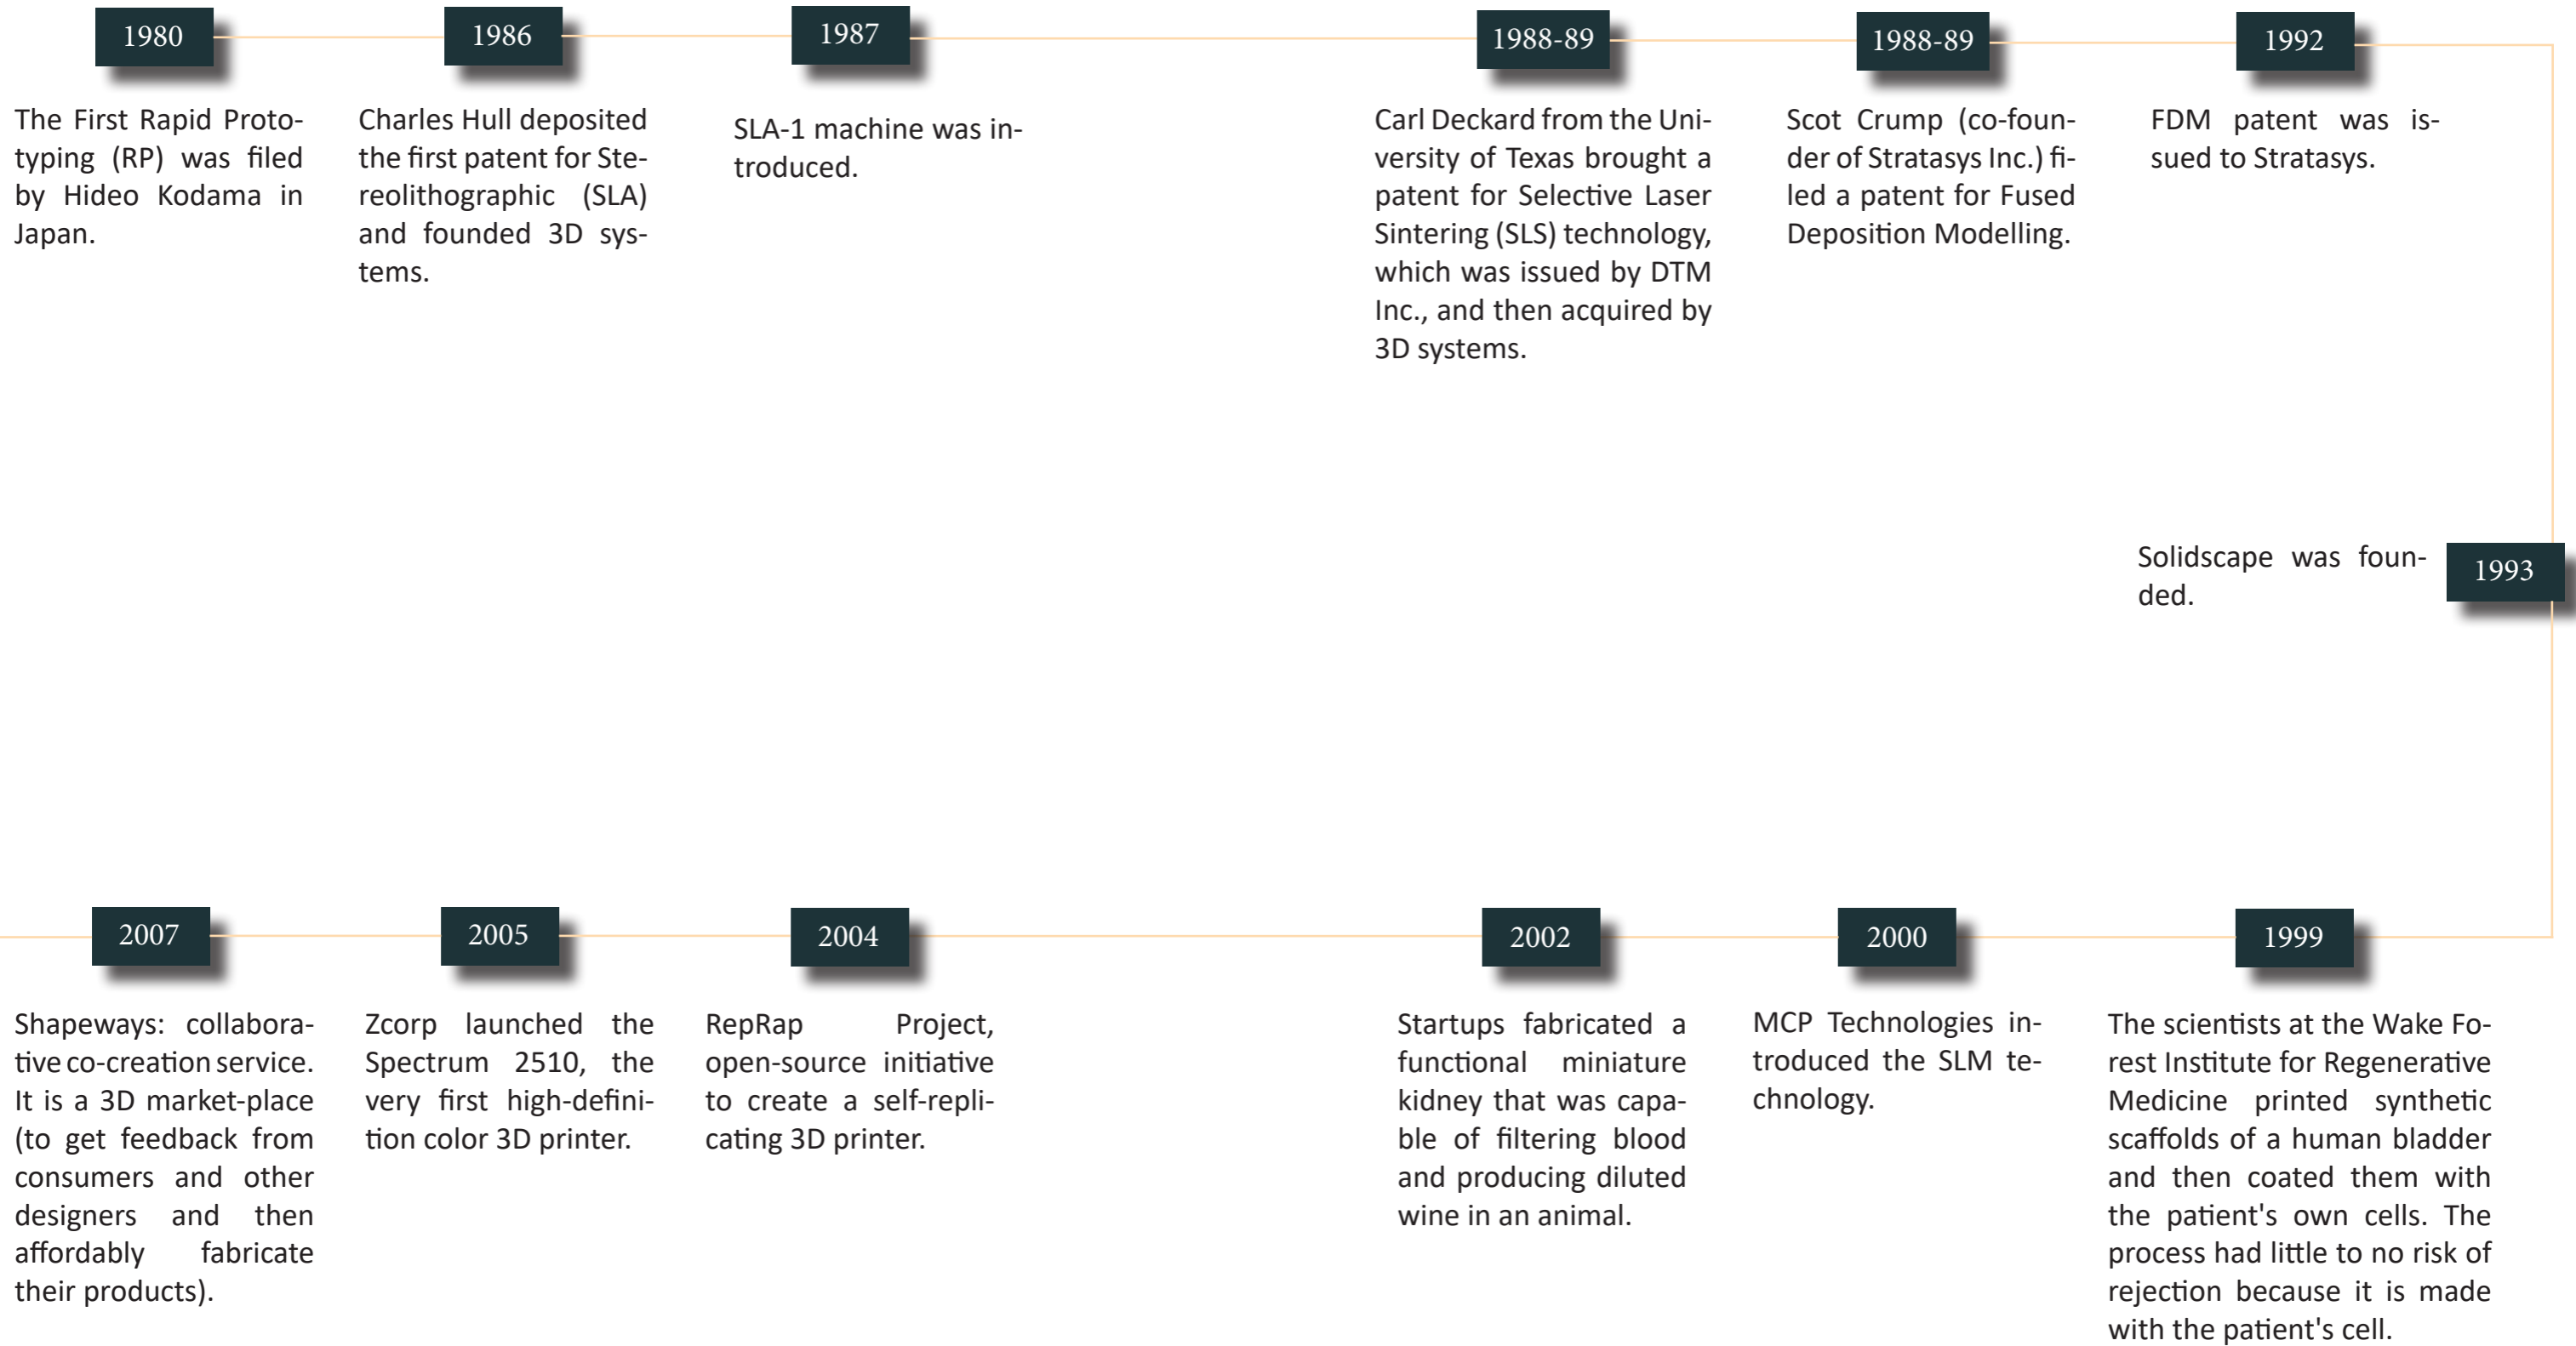 1980
The First Rapid Proto-
typing (RP) was filed
by Hideo Kodama in
Japan.
1986
Charles Hull deposited
the first patent for Ste-
reolithographic (SLA)
and founded 3D sys-
tems.
1987
SLA-1 machine was in-
troduced.
1988-89
Carl Deckard from the Uni-
versity of Texas brought a
patent for Selective Laser
Sintering (SLS) technology,
which was issued by DTM
Inc., and then acquired by
3D systems.
1988-89
Scot Crump (co-foun-
der of Stratasys Inc.) fi-
led a patent for Fused
Deposition Modelling.
1992
FDM patent was is-
sued to Stratasys.
1993
Solidscape was foun-
ded.
1999
The scientists at the Wake Fo-
rest Institute for Regenerative
Medicine printed synthetic
scaffolds of a human bladder
and then coated them with
the patient's own cells. The
process had little to no risk of
rejection because it is made
with the patient's cell.
2000
MCP Technologies in-
troduced the SLM te-
chnology.
2002
Startups fabricated a
functional miniature
kidney that was capa-
ble of filtering blood
and producing diluted
wine in an animal.
2004
RepRap Project,
open-source initiative
to create a self-repli-
cating 3D printer.
2005
Zcorp launched the
Spectrum 2510, the
very first high-defini-
tion color 3D printer.
2007
Shapeways: collabora-
tive co-creation service.
It is a 3D market-place
(to get feedback from
consumers and other
designers and then
affordably fabricate
their products).